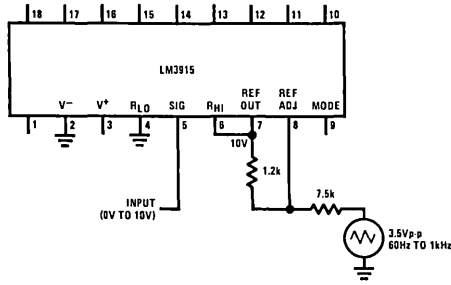 18 17 16 15 14 13 12 11 10
LM3915
V− V+ RLO SIG RHI REF OUT REF ADJ MODE
1 2 3 4 5 6 7 8 9
10V
1.2k
7.5k
INPUT
(0V TO 10V)
3.5Vp-p
60Hz TO 1kHz